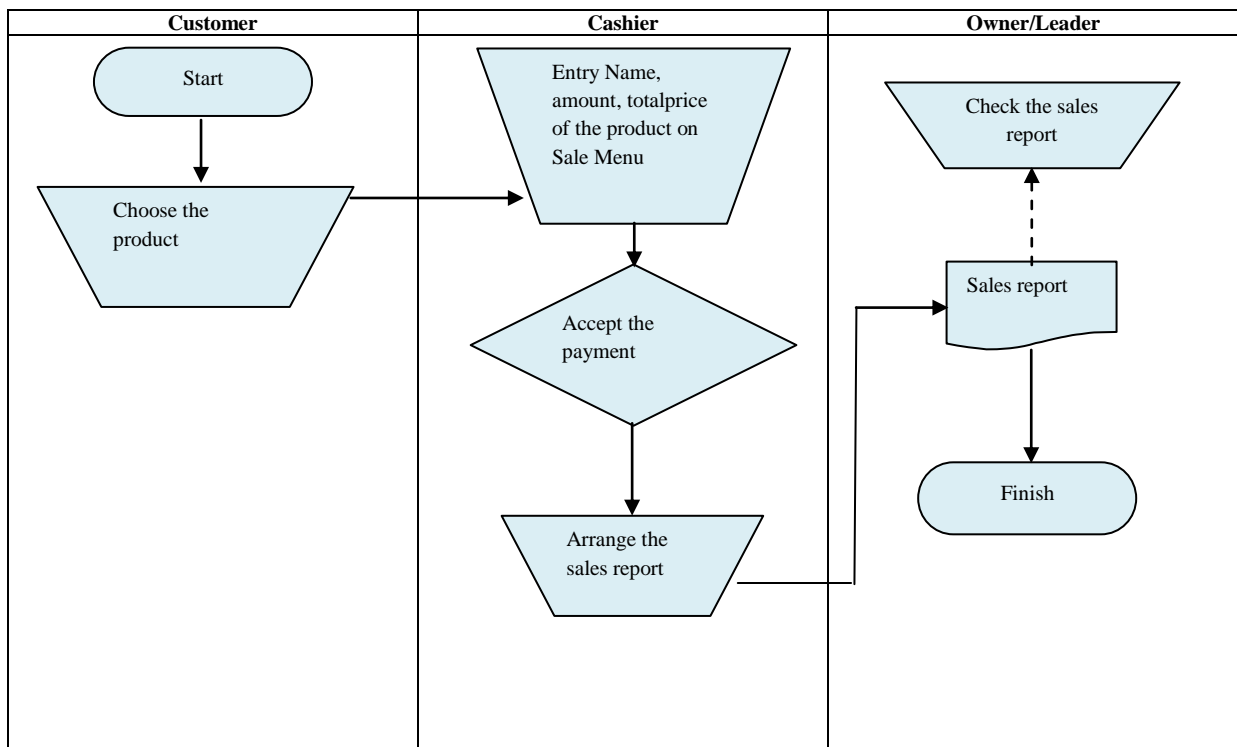 Customer
Cashier
Owner/Leader
Start
Choose the
product
Entry Name,
amount, totalprice
of the product on
Sale Menu
Accept the
payment
Arrange the
sales report
Check the sales
report
Sales report
Finish